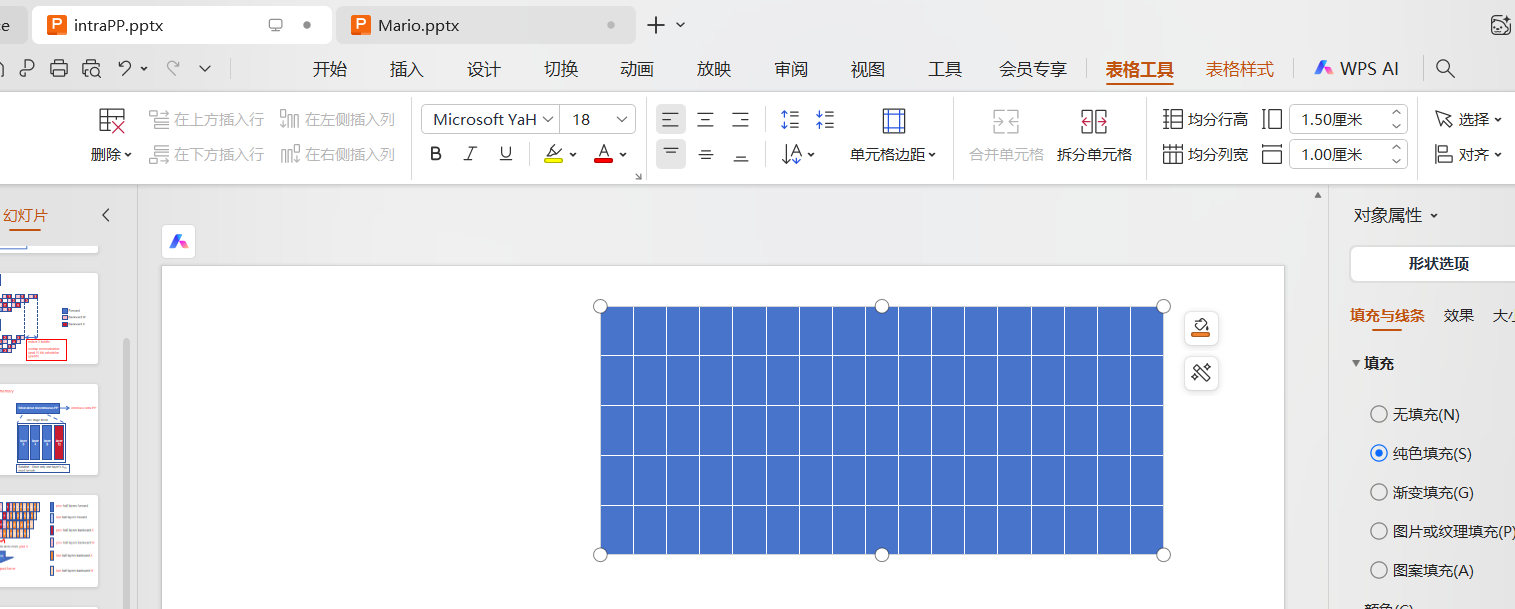 e
intraPP.pptx
Mario.pptx
开始 插入 设计 切换 动画 放映 审阅 视图 工具 会员专享 表格工具 表格样式 WPS AI
在上方插入行 在左侧插入列 Microsoft YaH 18 均分行高 1.50厘米 选择
删除 在下方插入行 在右侧插入列 B I U A 单元格边距 合并单元格 拆分单元格 均分列宽 1.00厘米 对齐
幻灯片
对象属性
形状选项
填充与线条 效果 大小
填充
无填充(N)
纯色填充(S)
渐变填充(G)
图片或纹理填充(P)
图案填充(A)
颜色(C)